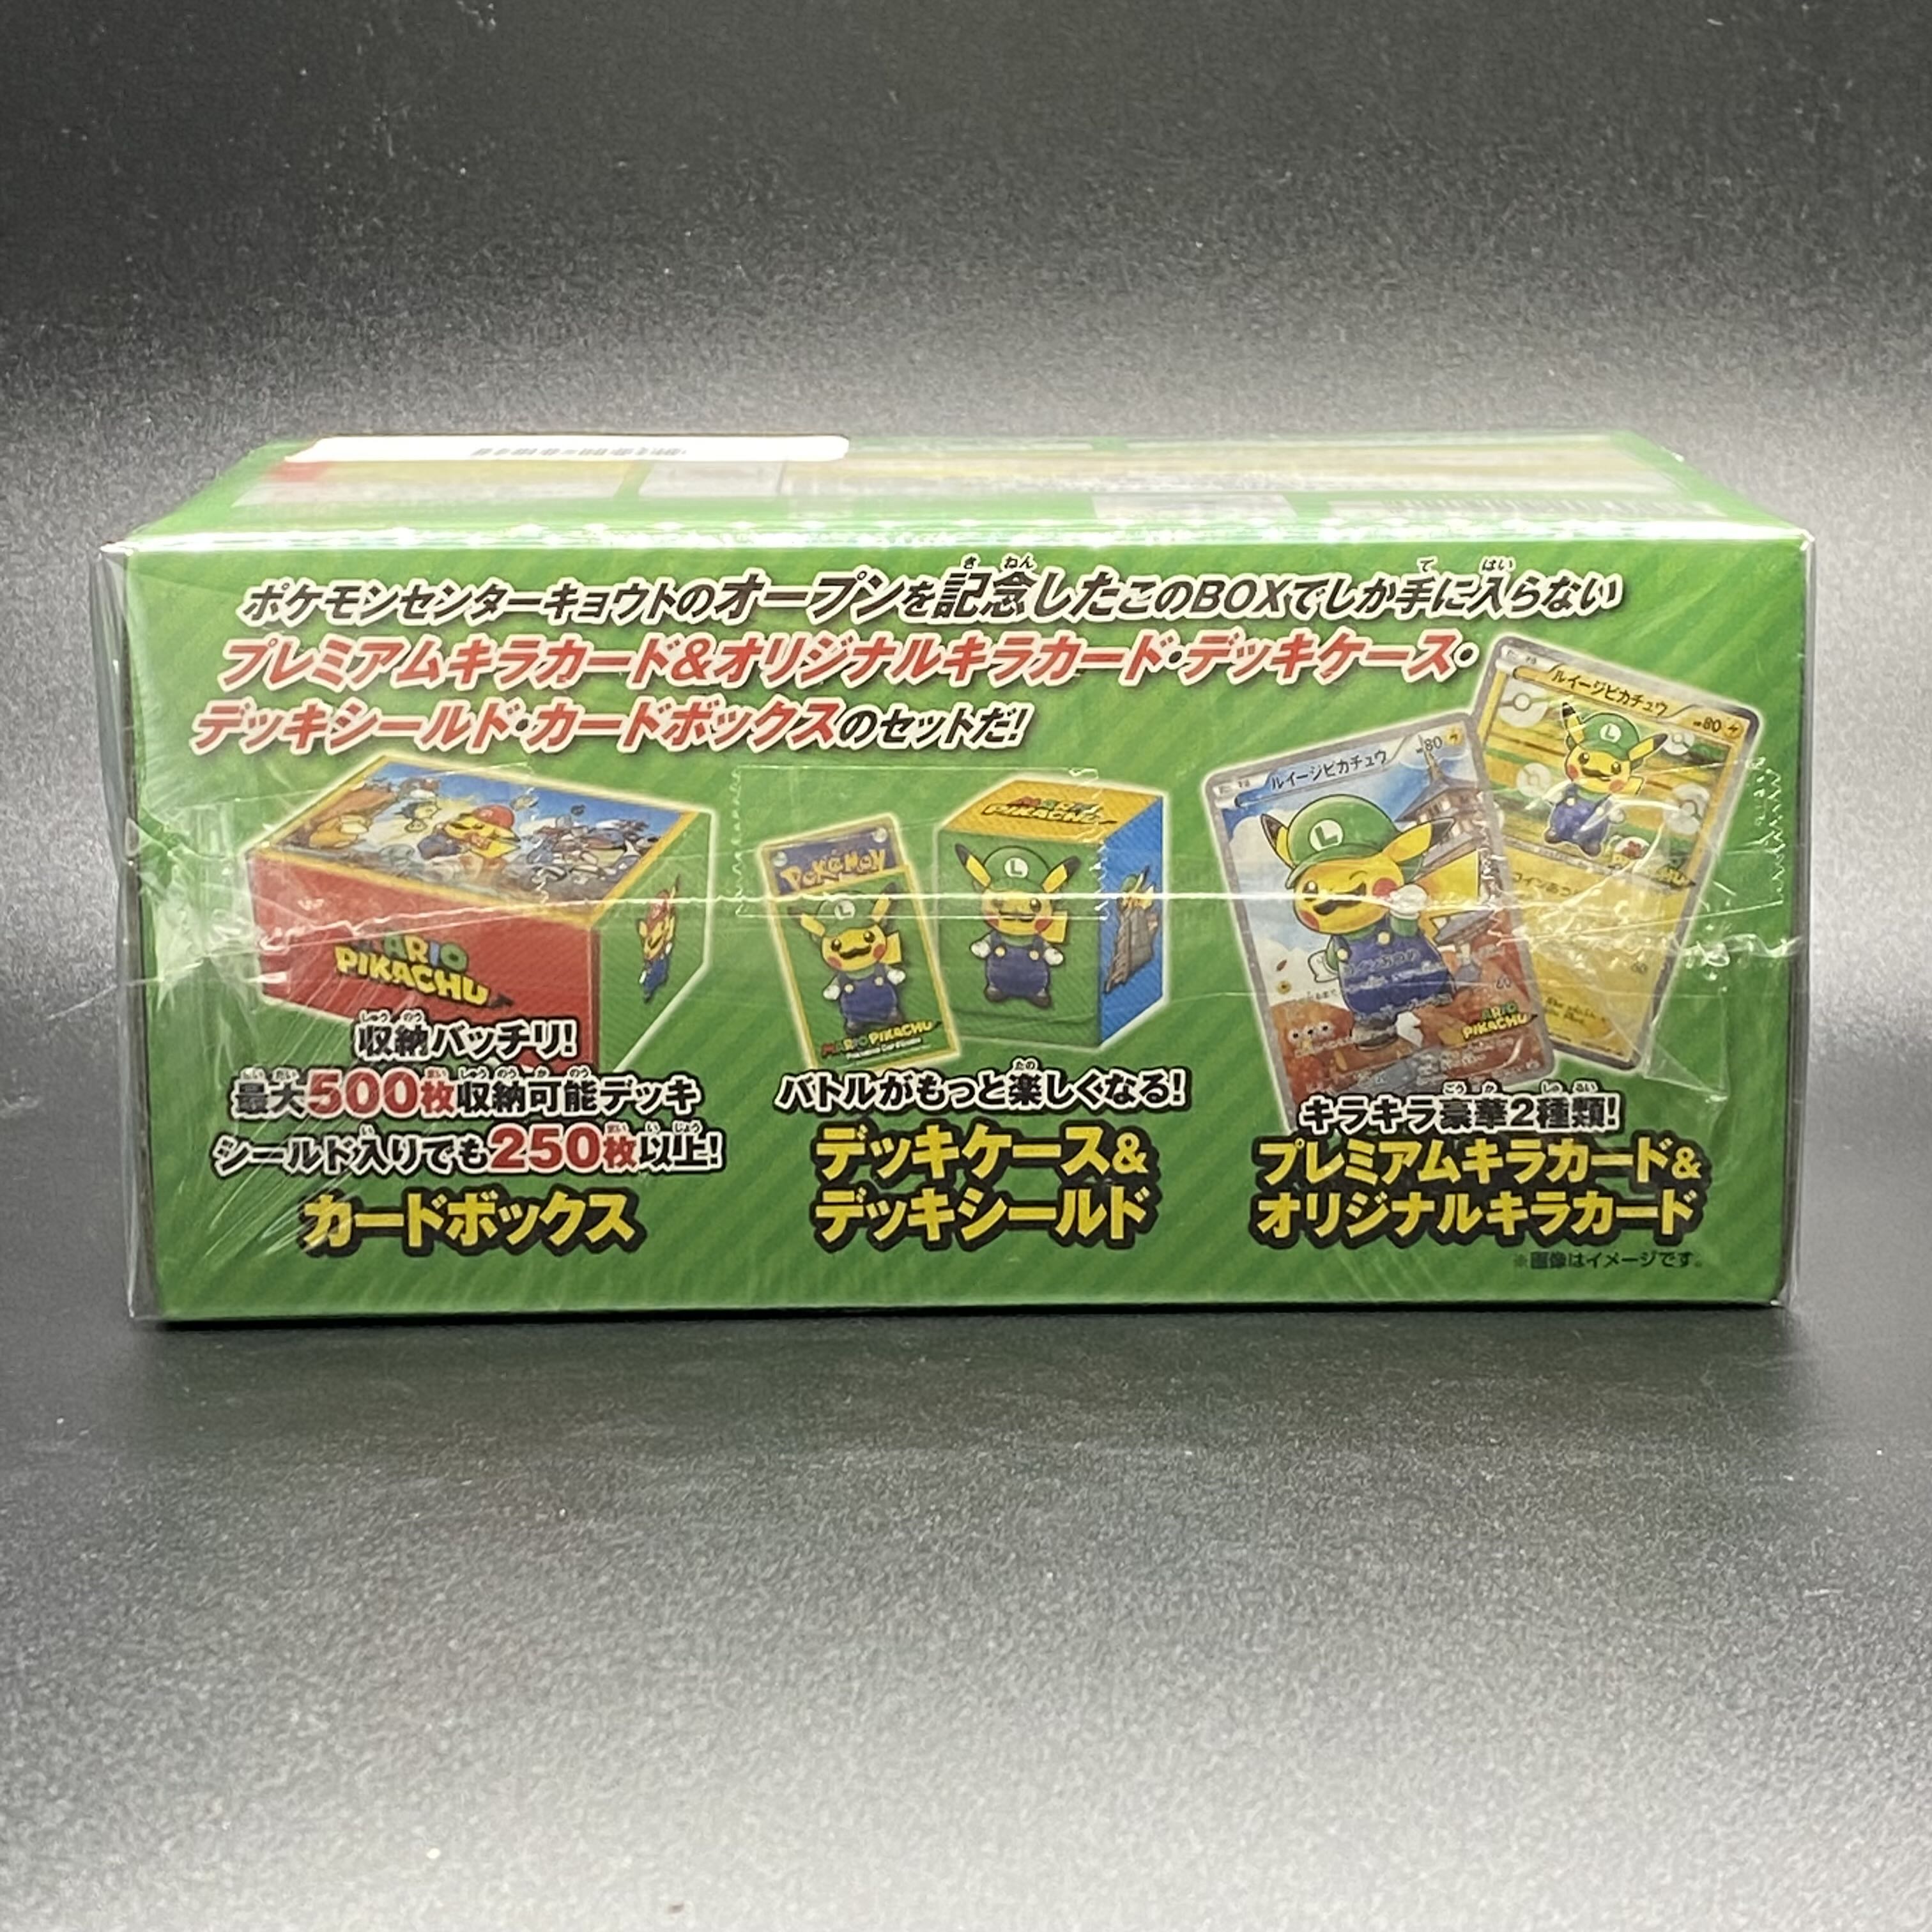 ポケモンセンターキョウトのオープンを記念したこのBOXでしか手に入らない
プレミアムキラカード&オリジナルキラカード・デッキケース・
デッキシールド・カードボックスのセットだ!
ルイージピカチュウ
80
ルイージピカチュウ
80
MARIO
PIKACHU
POKÉMON
L
MARIO PIKACHU
PIKACHU
L
L
L
PIKACHU
収納バッチリ!
最大500枚収納可能デッキ
シールド入りでも250枚以上!
カードボックス
バトルがもっと楽しくなる!
デッキケース&
デッキシールド
キラキラ豪華2種類!
プレミアムキラカード&
オリジナルキラカード
※画像はイメージです。